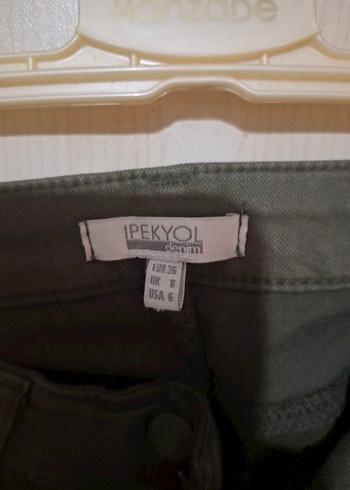 Hanzade
IPEKYOL
denim
EUR 36
UK 8
USA 6